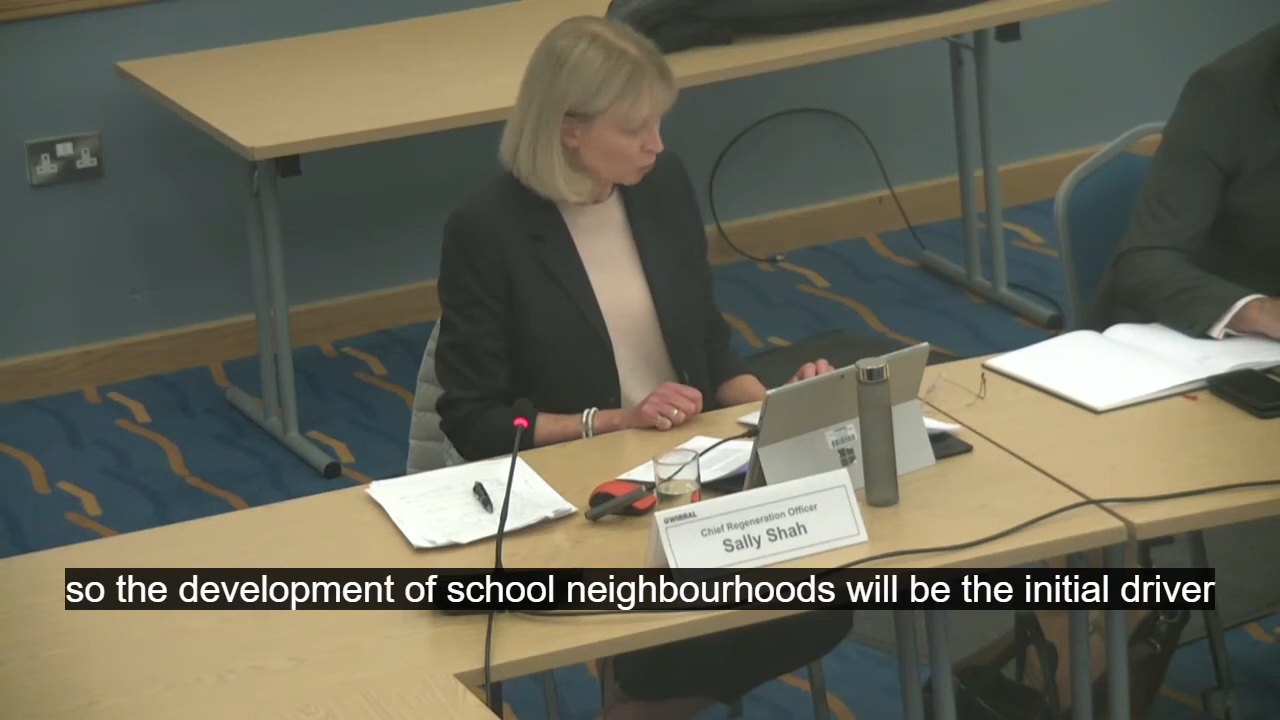 WIRRAL
Chief Regeneration Officer
Sally Shah
so the development of school neighbourhoods will be the initial driver